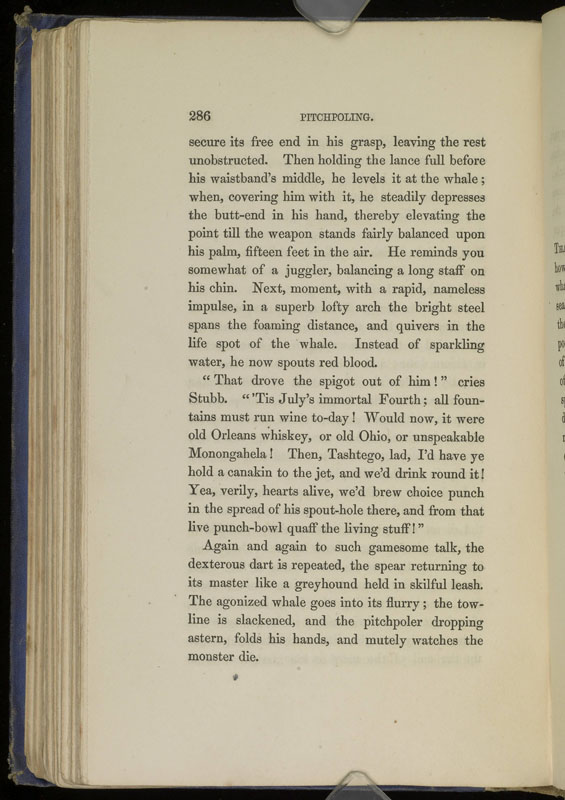 286 PITCHPOLING.
secure its free end in his grasp, leaving the rest
unobstructed. Then holding the lance full before
his waistband's middle, he levels it at the whale;
when, covering him with it, he steadily depresses
the butt-end in his hand, thereby elevating the
point till the weapon stands fairly balanced upon
his palm, fifteen feet in the air. He reminds you
somewhat of a juggler, balancing a long staff on
his chin. Next, moment, with a rapid, nameless
impulse, in a superb lofty arch the bright steel
spans the foaming distance, and quivers in the
life spot of the whale. Instead of sparkling
water, he now spouts red blood.
"That drove the spigot out of him!" cries
Stubb. "'Tis July's immortal Fourth; all foun-
tains must run wine to-day! Would now, it were
old Orleans whiskey, or old Ohio, or unspeakable
Monongahela! Then, Tashtego, lad, I'd have ye
hold a canakin to the jet, and we'd drink round it!
Yea, verily, hearts alive, we'd brew choice punch
in the spread of his spout-hole there, and from that
live punch-bowl quaff the living stuff!"
Again and again to such gamesome talk, the
dexterous dart is repeated, the spear returning to
its master like a greyhound held in skilful leash.
The agonized whale goes into its flurry; the tow-
line is slackened, and the pitchpoler dropping
astern, folds his hands, and mutely watches the
monster die.